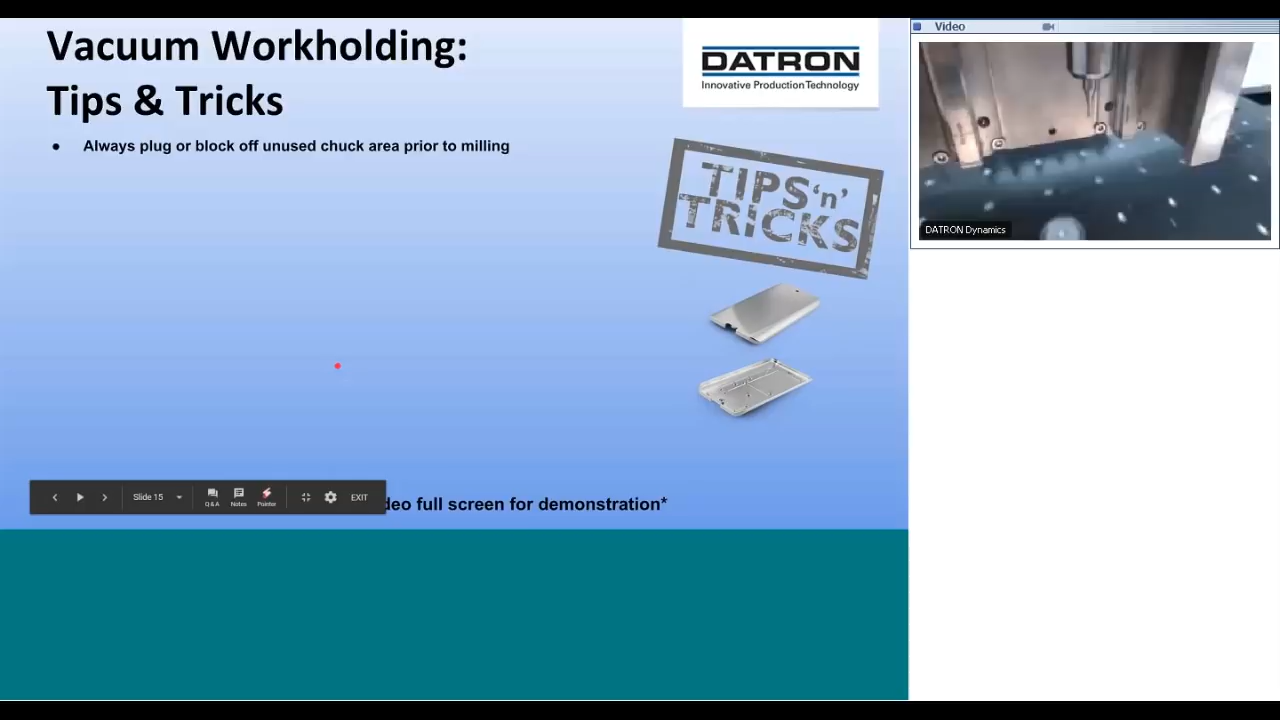 Vacuum Workholding:
Tips & Tricks
DATRON
Innovative Production Technology
● Always plug or block off unused chuck area prior to milling
TIPS 'n'
TRICKS
Slide 15
Q&A
Notes
Pointer
EXIT
deo full screen for demonstration*
Video
DATRON Dynamics